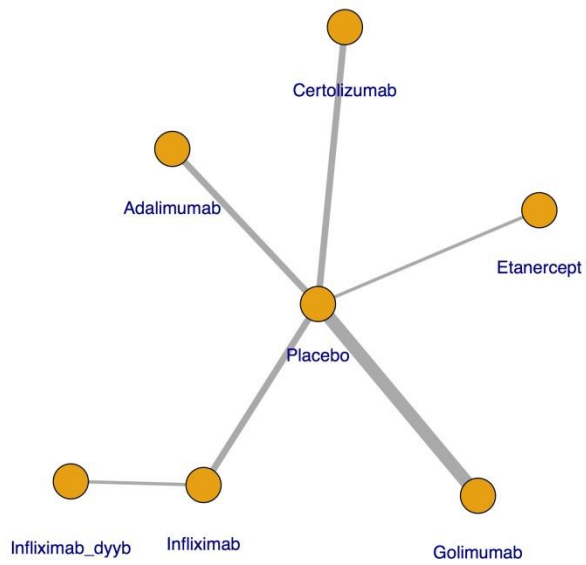 Certolizumab
Adalimumab
Etanercept
Placebo
Infliximab_dyyb
Infliximab
Golimumab